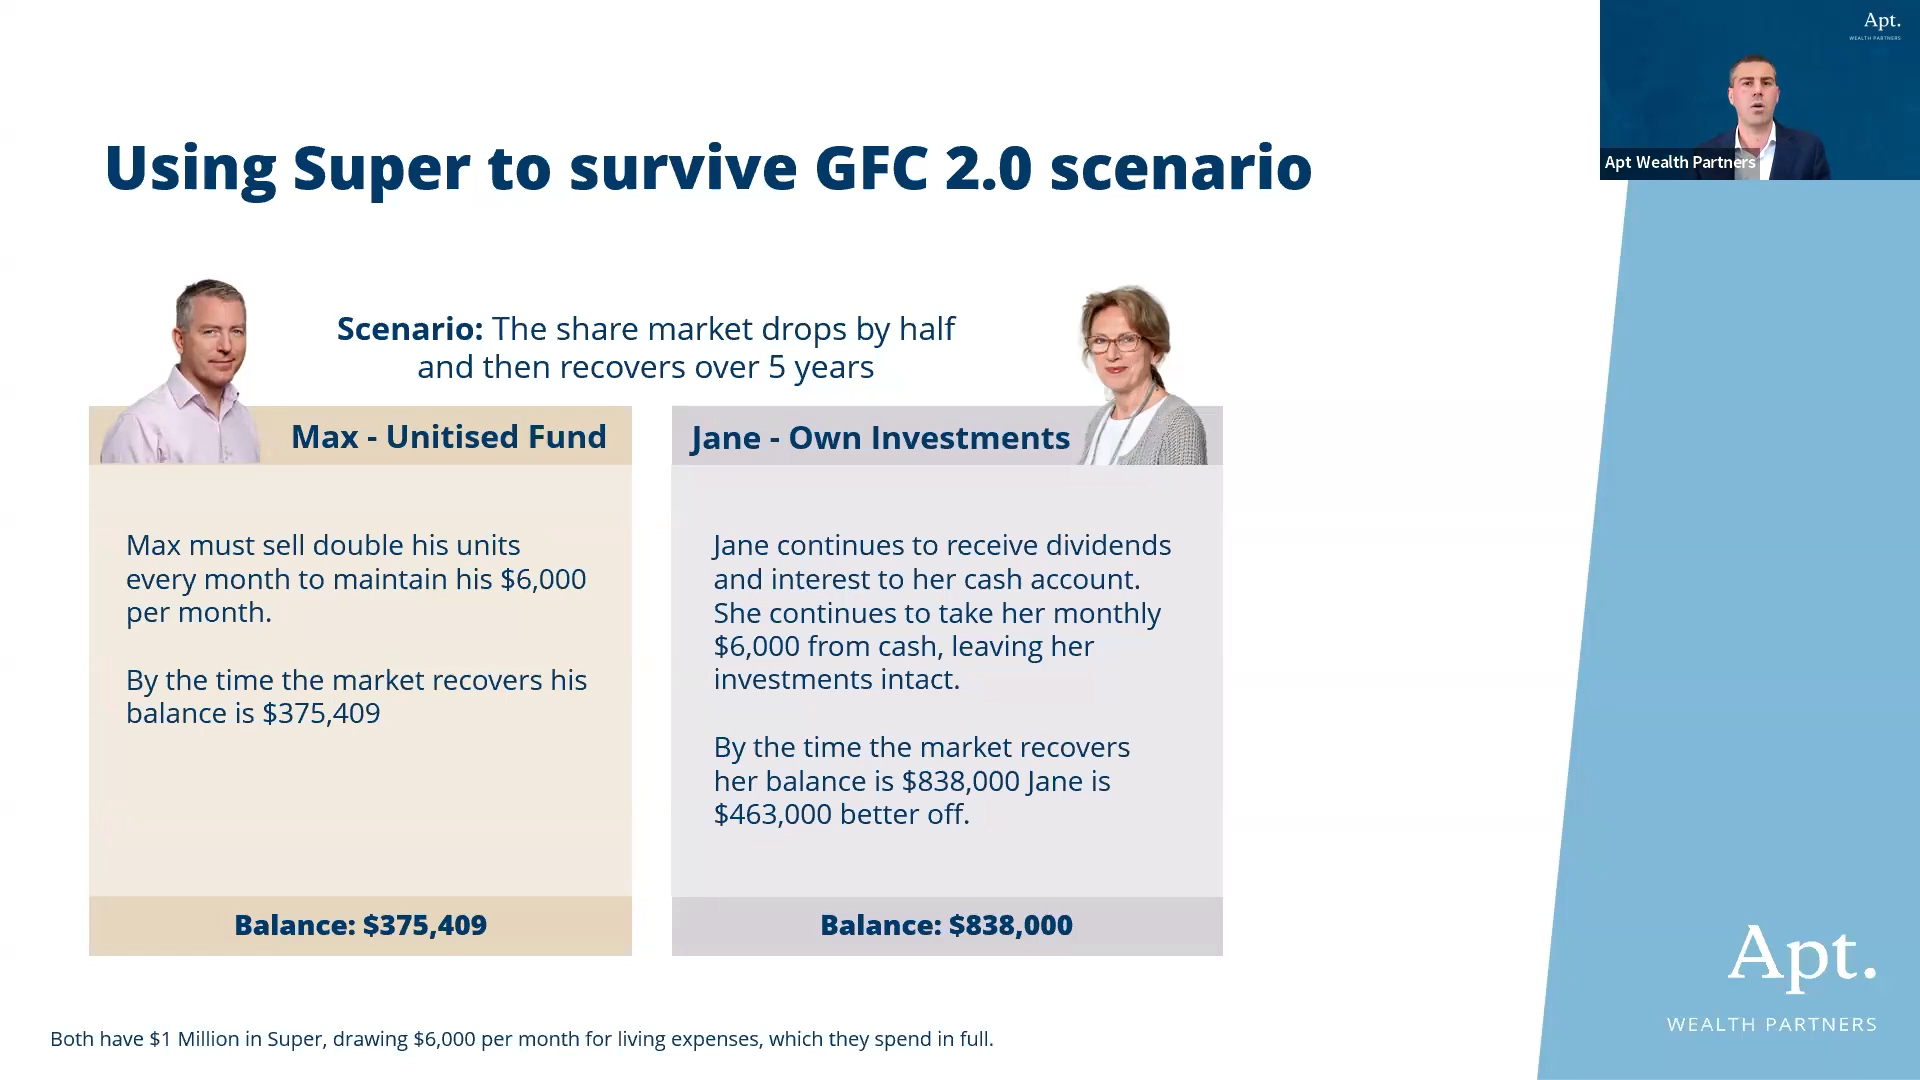 Apt.
WEALTH PARTNERS
Apt Wealth Partners
Using Super to survive GFC 2.0 scenario
Scenario: The share market drops by half
and then recovers over 5 years
Max - Unitised Fund
Max must sell double his units
every month to maintain his $6,000
per month.
By the time the market recovers his
balance is $375,409
Balance: $375,409
Jane - Own Investments
Jane continues to receive dividends
and interest to her cash account.
She continues to take her monthly
$6,000 from cash, leaving her
investments intact.
By the time the market recovers
her balance is $838,000 Jane is
$463,000 better off.
Balance: $838,000
Both have $1 Million in Super, drawing $6,000 per month for living expenses, which they spend in full.
Apt.
WEALTH PARTNERS